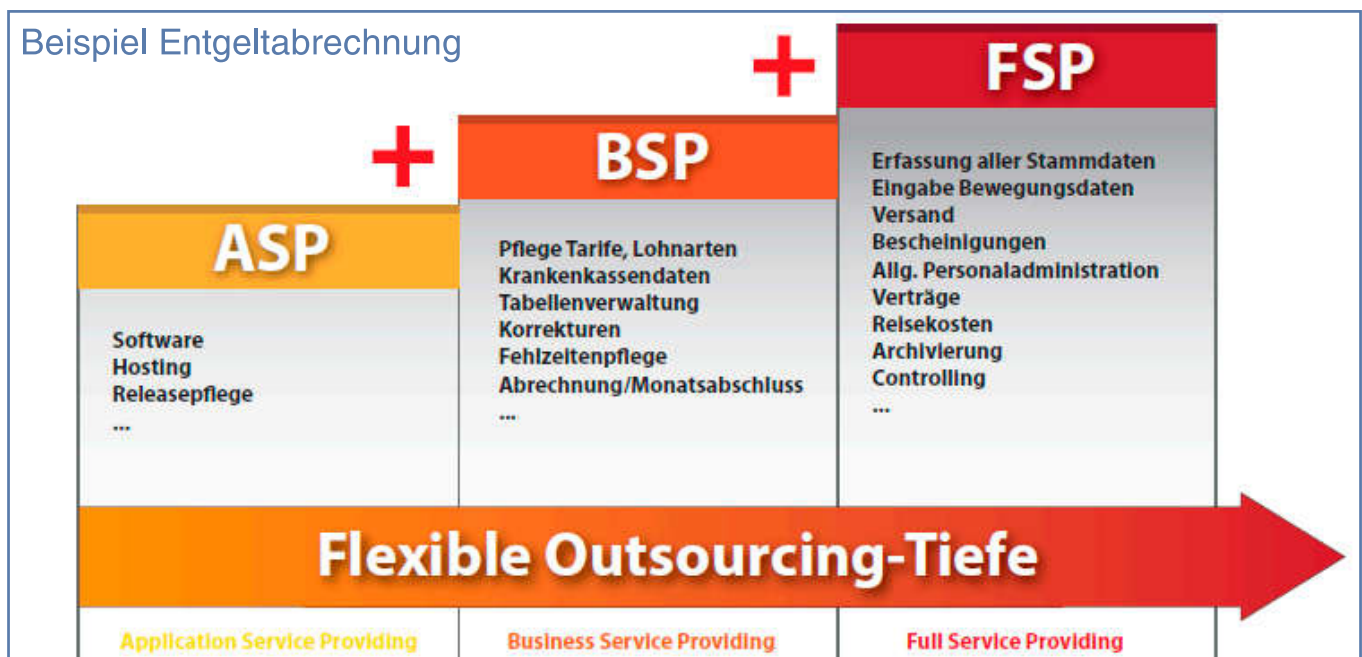 Beispiel Entgeltabrechnung
+
+
ASP
Software
Hosting
Releasepflege
...
BSP
Pflege Tarife, Lohnarten
Krankenkassendaten
Tabellenverwaltung
Korrekturen
Fehlzeitenpflege
Abrechnung/Monatsabschluss
...
FSP
Erfassung aller Stammdaten
Eingabe Bewegungsdaten
Versand
Bescheinigungen
Allg. Personaladministration
Verträge
Reisekosten
Archivierung
Controlling
...
Flexible Outsourcing-Tiefe
Application Service Providing
Business Service Providing
Full Service Providing